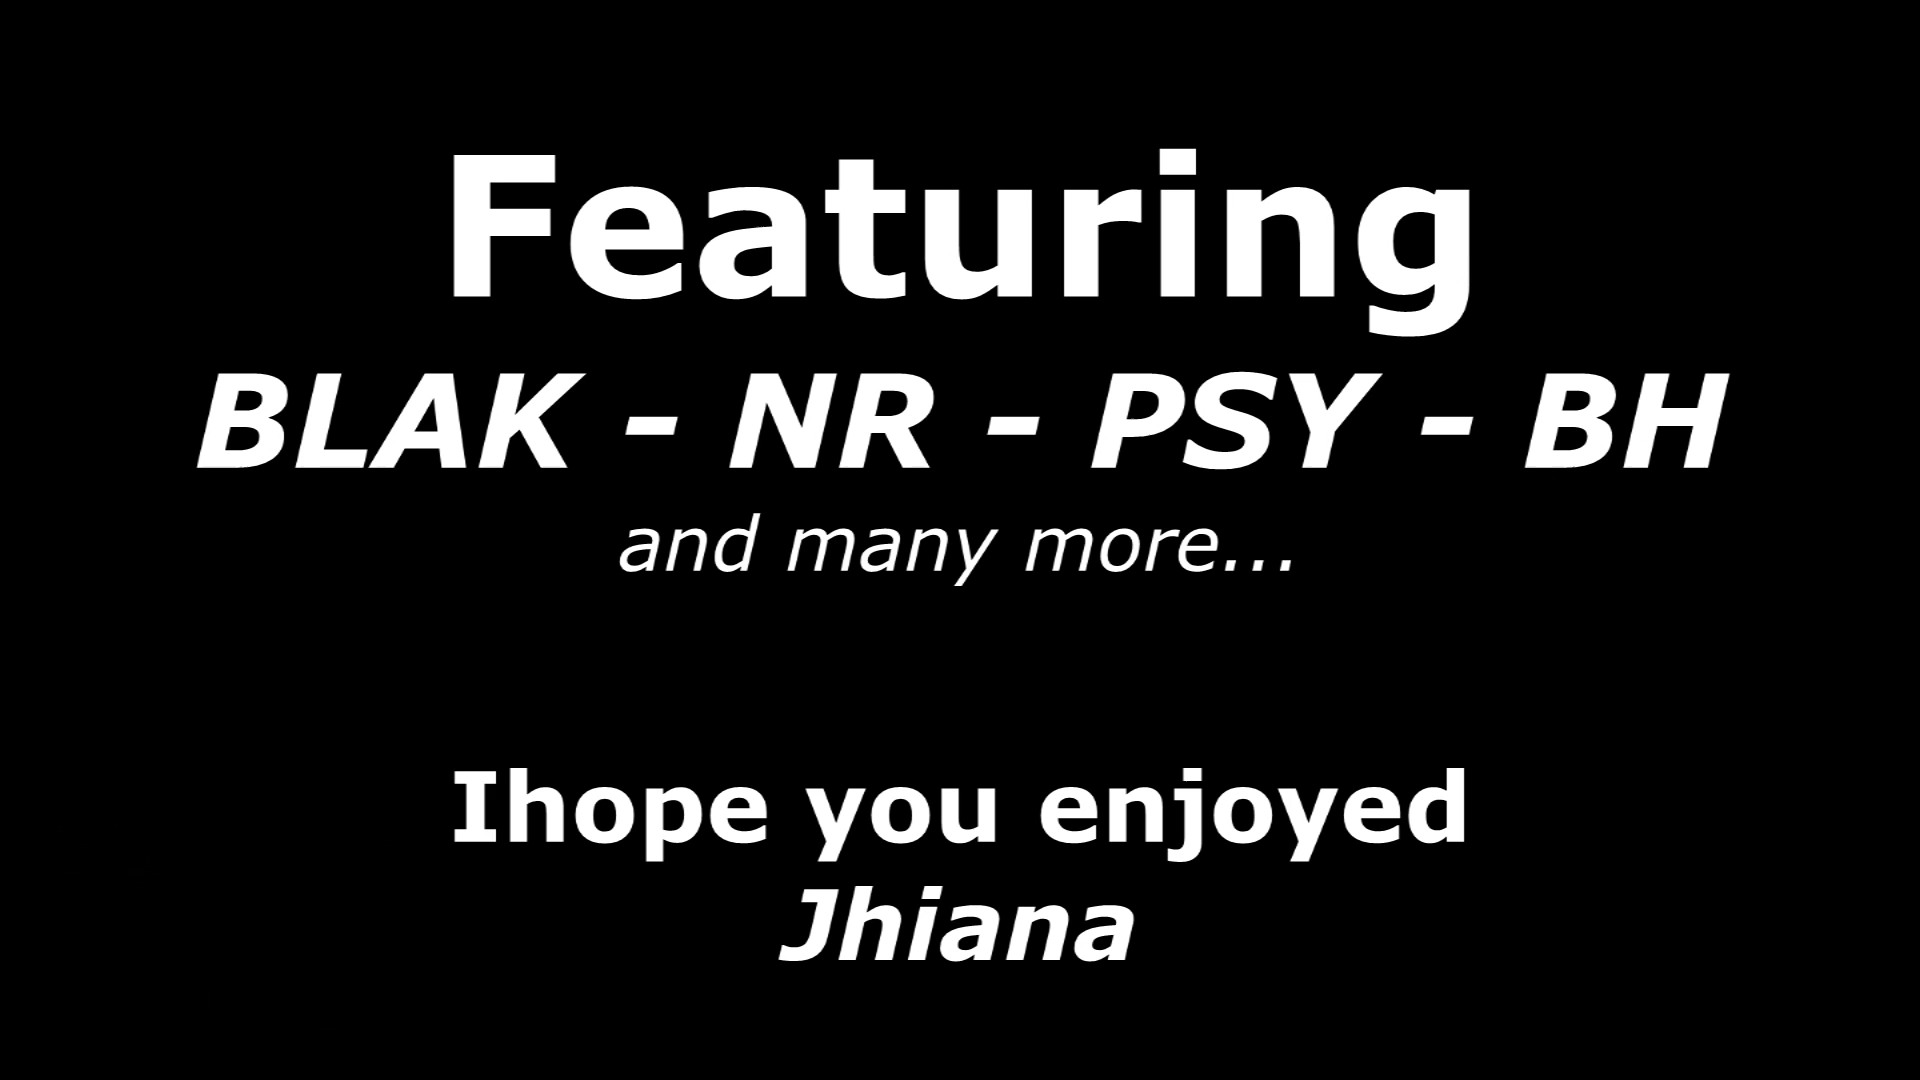 Featuring
BLAK - NR - PSY - BH
and many more...
Ihope you enjoyed
Jhiana